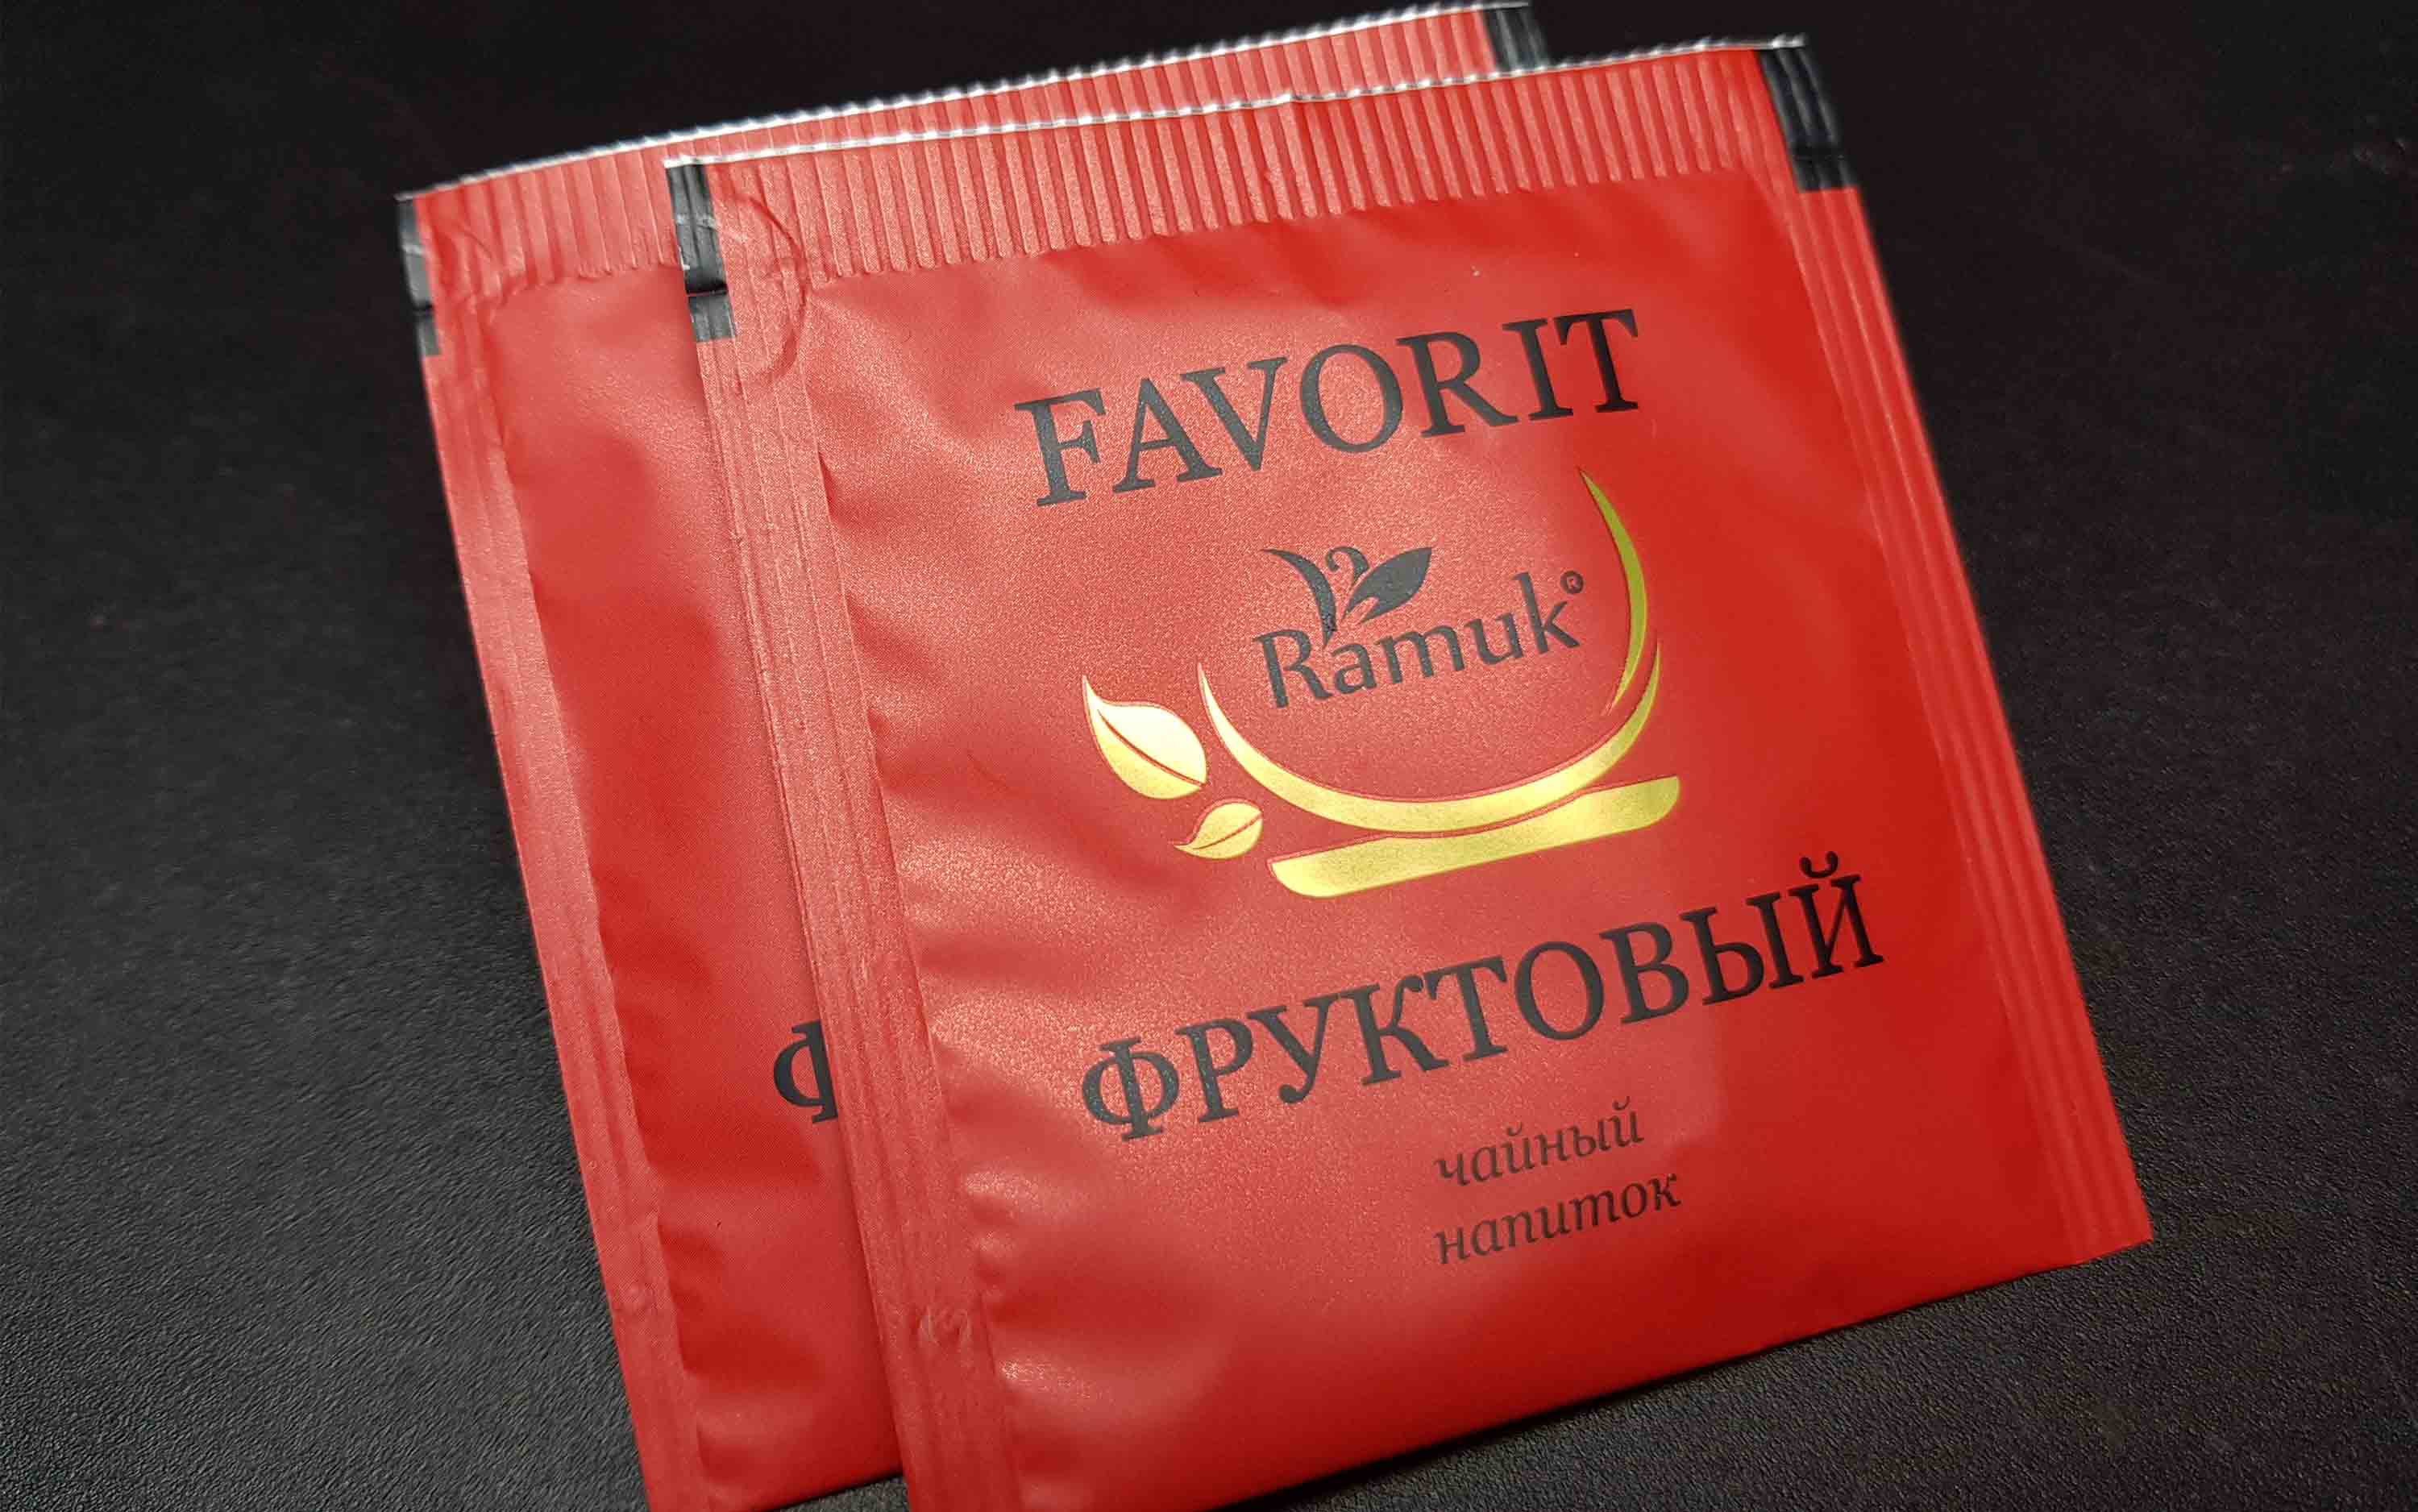 FAVORIT
Ramuk®
ФРУКТОВЫЙ
чайный
напиток
Ф